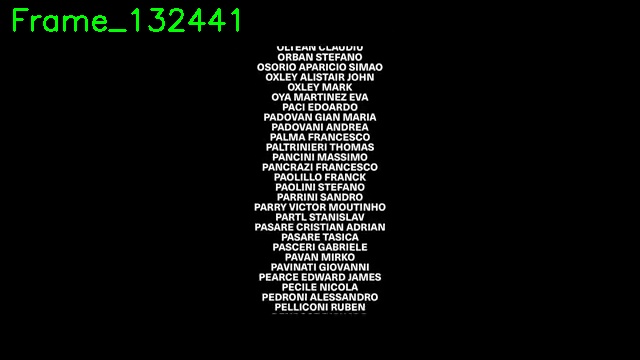 Frame_132441
OLTEAN CLAUDIU
ORBAN STEFANO
OSORIO APARICIO SIMAO
OXLEY ALISTAIR JOHN
OXLEY MARK
OYA MARTINEZ EVA
PACI EDOARDO
PADOVAN GIAN MARIA
PADOVANI ANDREA
PALMA FRANCESCO
PALTRINIERI THOMAS
PANCINI MASSIMO
PANCRAZI FRANCESCO
PAOLILLO FRANCK
PAOLINI STEFANO
PARRINI SANDRO
PARRY VICTOR MOUTINHO
PARTL STANISLAV
PASARE CRISTIAN ADRIAN
PASARE TASICA
PASCERI GABRIELE
PAVAN MIRKO
PAVINATI GIOVANNI
PEARCE EDWARD JAMES
PECILE NICOLA
PEDRONI ALESSANDRO
PELLICONI RUBEN